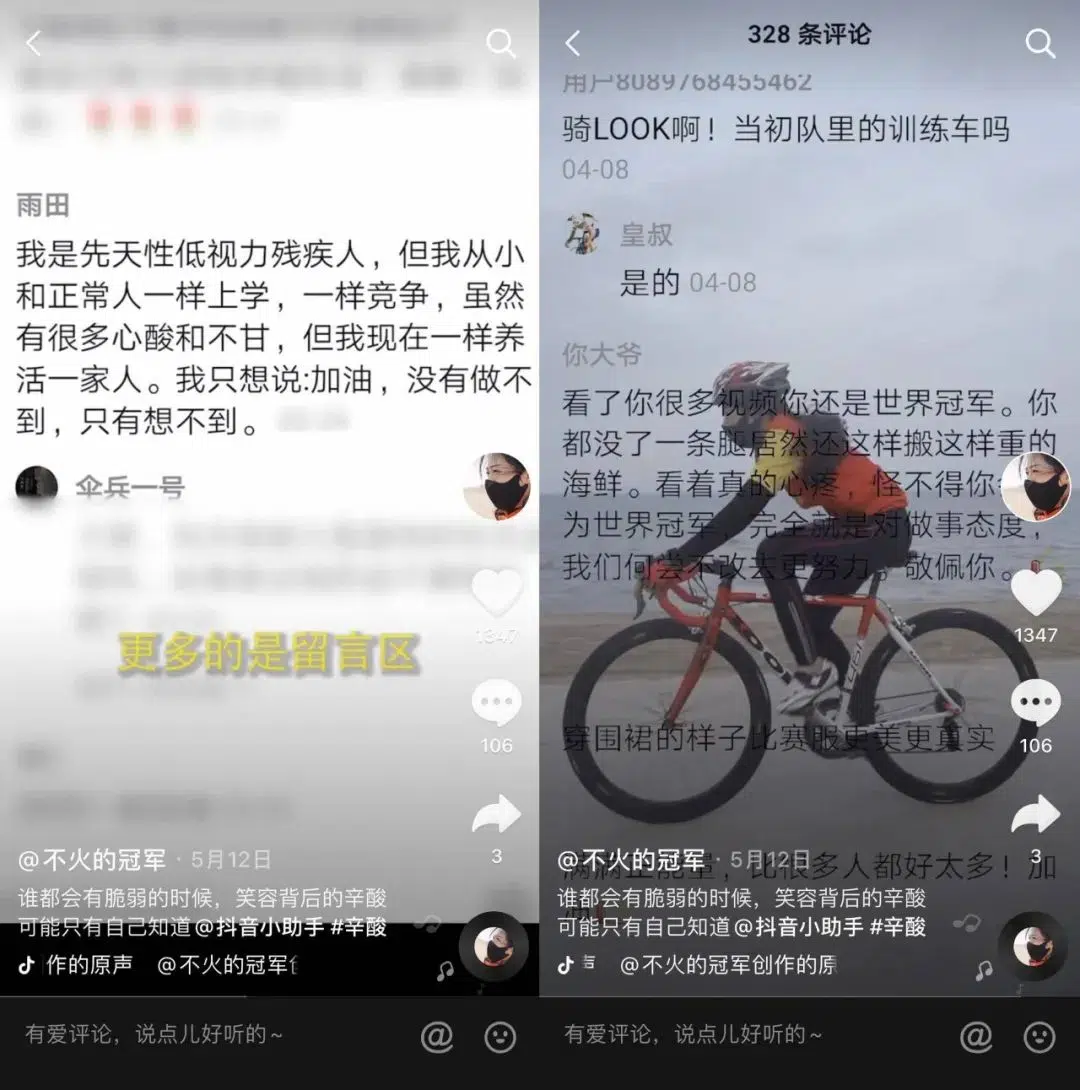 雨田
我是先天性低视力残疾人，但我从小
和正常人一样上学，一样竞争，虽然
有很多心酸和不甘，但我现在一样养
活一家人。我只想说:加油，没有做不
到，只有想不到。
伞兵一号
更多的是留言区
1347
106
3
@不火的冠军 · 5月12日
谁都会有脆弱的时候，笑容背后的辛酸
可能只有自己知道@抖音小助手 #辛酸
作的原声 @不火的冠军
有爱评论，说点儿好听的~
328 条评论
用户8089768455462
骑LOOK啊！当初队里的训练车吗
04-08
皇叔
是的 04-08
你大爷
看了你很多视频你还是世界冠军。你
都没了一条腿居然还这样搬这样重的
海鲜。看着真的心疼，怪不得你
为世界冠军，完全就是对做事态度，
我们何尝不改去更努力。敬佩你。
1347
106
穿围裙的样子比赛服更美更真实
3
满满正能量，比很多人都好太多！加
@不火的冠军 · 5月12日
谁都会有脆弱的时候，笑容背后的辛酸
可能只有自己知道@抖音小助手 #辛酸
@不火的冠军创作的原
有爱评论，说点儿好听的~